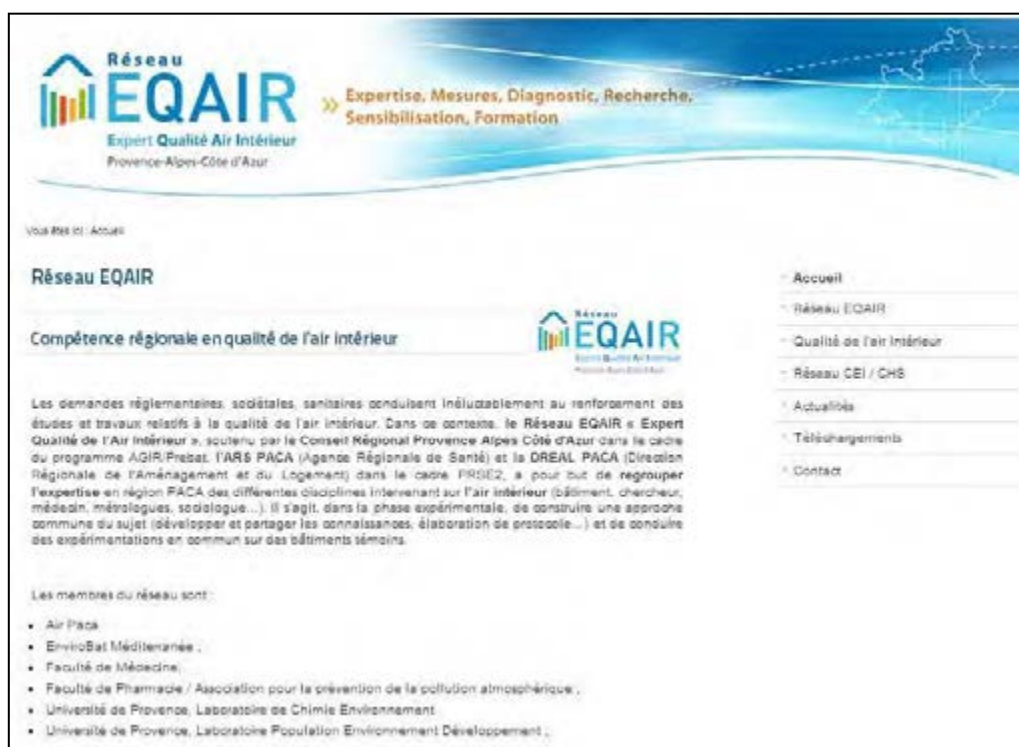 Réseau
EQAIR
Expert Qualité Air Intérieur
Provence-Alpes-Côte d'Azur
» Expertise, Mesures, Diagnostic, Recherche,
Sensibilisation, Formation
Vous êtes ici : Accueil
Réseau EQAIR
Compétence régionale en qualité de l'air intérieur
Réseau
EQAIR
Expert Qualité Air Intérieur
Provence-Alpes-Côte d'Azur
Les demandes réglementaires, sociétales, sanitaires conduisent inéluctablement au renforcement des
études et travaux relatifs à la qualité de l'air intérieur. Dans ce contexte, le Réseau EQAIR « Expert
Qualité de l'Air Intérieur », soutenu par le Conseil Régional Provence Alpes Côté d'Azur dans le cadre
du programme AGIR/Prebat, l'ARS PACA (Agence Régionale de Santé) et la DREAL PACA (Direction
Régionale de l'Aménagement et du Logement) dans le cadre PRSE2, a pour but de regrouper
l'expertise en région PACA des différentes disciplines intervenant sur l'air intérieur (bâtiment, chercheur,
médecin, métrologues, sociologue...). Il s'agit, dans la phase expérimentale, de construire une approche
commune du sujet (développer et partager les connaissances, élaboration de protocole...) et de conduire
des expérimentations en commun sur des bâtiments témoins.
Les membres du réseau sont :
• Air Paca
• EnviroBat Méditerranée ;
• Faculté de Médecine;
• Faculté de Pharmacie / Association pour la prévention de la pollution atmosphérique ;
• Université de Provence, Laboratoire de Chimie Environnement
• Université de Provence, Laboratoire Population Environnement Développement ;
Accueil
Réseau EQAIR
Qualité de l'air intérieur
Réseau CEI / CHS
Actualités
Téléchargements
Contact